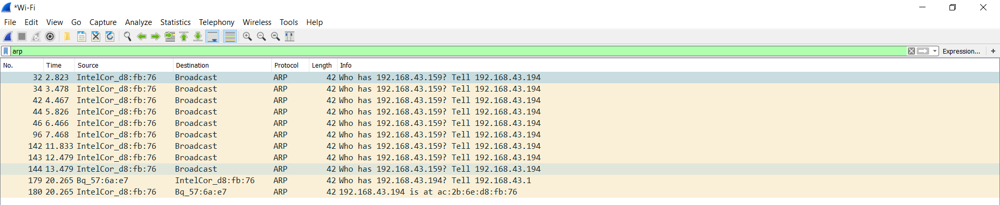 *Wi-Fi
File Edit View Go Capture Analyze Statistics Telephony Wireless Tools Help
arp Expression... +
No. Time Source Destination Protocol Length Info
32 2.823 IntelCor_d8:fb:76 Broadcast ARP 42 Who has 192.168.43.159? Tell 192.168.43.194
34 3.478 IntelCor_d8:fb:76 Broadcast ARP 42 Who has 192.168.43.159? Tell 192.168.43.194
42 4.467 IntelCor_d8:fb:76 Broadcast ARP 42 Who has 192.168.43.159? Tell 192.168.43.194
44 5.826 IntelCor_d8:fb:76 Broadcast ARP 42 Who has 192.168.43.159? Tell 192.168.43.194
46 6.466 IntelCor_d8:fb:76 Broadcast ARP 42 Who has 192.168.43.159? Tell 192.168.43.194
96 7.468 IntelCor_d8:fb:76 Broadcast ARP 42 Who has 192.168.43.159? Tell 192.168.43.194
142 11.833 IntelCor_d8:fb:76 Broadcast ARP 42 Who has 192.168.43.159? Tell 192.168.43.194
143 12.479 IntelCor_d8:fb:76 Broadcast ARP 42 Who has 192.168.43.159? Tell 192.168.43.194
144 13.479 IntelCor_d8:fb:76 Broadcast ARP 42 Who has 192.168.43.159? Tell 192.168.43.194
179 20.265 Bq_57:6a:e7 IntelCor_d8:fb:76 ARP 42 Who has 192.168.43.194? Tell 192.168.43.1
180 20.265 IntelCor_d8:fb:76 Bq_57:6a:e7 ARP 42 192.168.43.194 is at ac:2b:6e:d8:fb:76